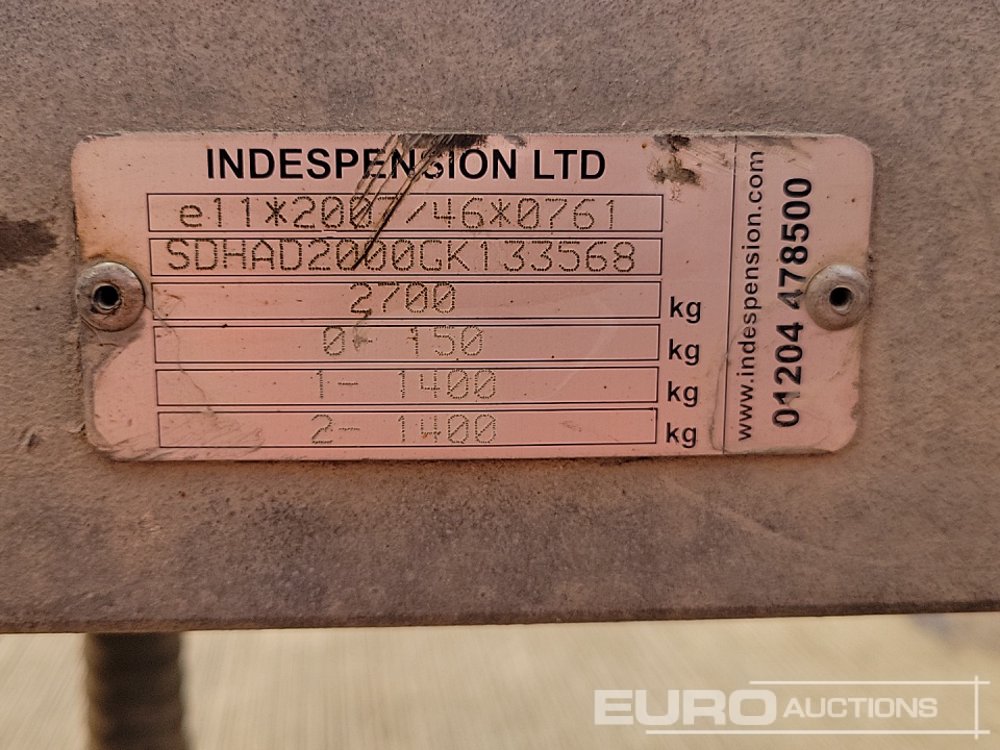 INDESPENSION LTD
e11*2007/46*0761
SDHAD2000GK133568
2700 kg
0- 150 kg
1- 1400 kg
2- 1400 kg
www.indespension.com
01204 478500
EURO AUCTIONS